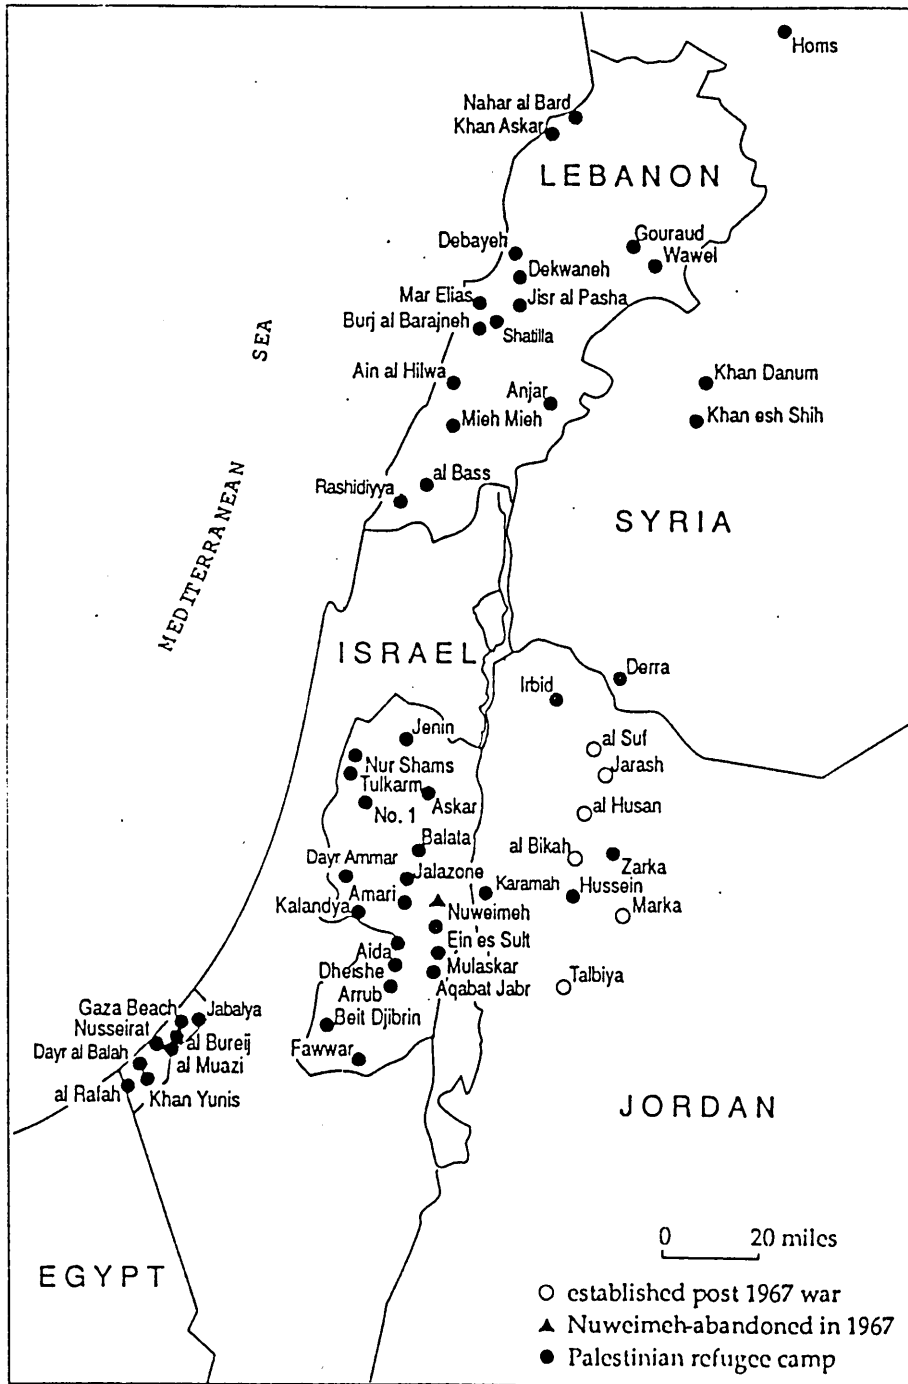 Homs
Nahar al Bard
Khan Askar
LEBANON
Gouraud
Debayeh
Wawel
Dekwaneh
Mar Elias
Jisr al Pasha
Burj al Barajneh
Shatilla
SEA
Ain al Hilwa
Khan Danum
Anjar
Mieh Mieh
Khan esh Shih
al Bass
Rashidiyya
SYRIA
MEDITERRANEAN
ISRAEL
Derra
Irbid
Jenin
al Suf
Nur Shams
Jarash
Tulkarm
Askar
al Husan
No. 1
Balata
al Bikah
Dayr Ammar
Zarka
Jalazone
Karamah
Hussein
Amari
Kalandya
Marka
Nuweimeh
Ein es Sult
Aida
Mulaskar
Dheishe
Talbiya
Aqabat Jabr
Arrub
Gaza Beach
Jabalya
Beit Djibrin
Nusseirat
al Bureij
Dayr al Balah
Fawwar
al Muazi
al Rafah
Khan Yunis
JORDAN
0 20 miles
EGYPT
established post 1967 war
Nuweimeh-abandoned in 1967
Palestinian refugee camp